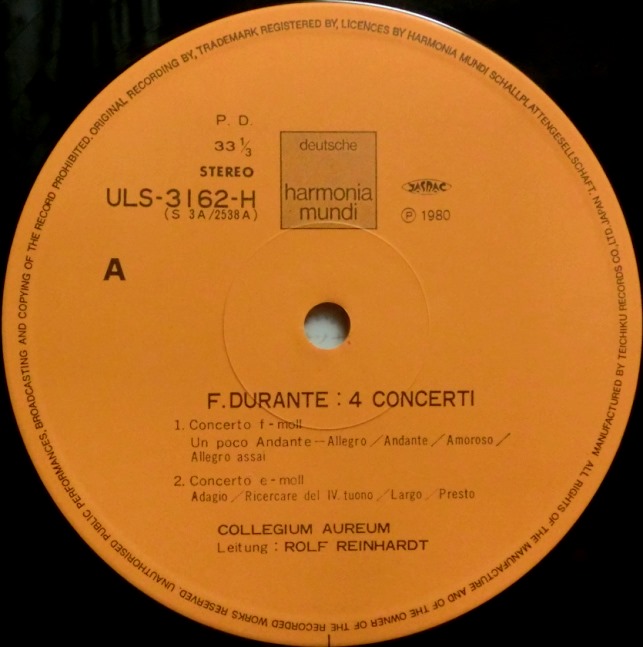 ORIGINAL RECORDING BY, TRADEMARK REGISTERED BY, LICENCES BY HARMONIA MUNDI SCHALLPLATTENGESELLSCHAFT. JAPAN. MANUFACTURED BY TEICHIKU RECORDS CO., LTD. ALL RIGHTS OF THE MANUFACTURE AND OF THE OWNER OF THE RECORDED WORKS RESERVED. UNAUTHORISED PUBLIC PERFORMANCES, BROADCASTING AND COPYING OF THE RECORD PROHIBITED.
P. D.
33 1/3
STEREO
ULS-3162-H
(S 3A/2538A)
deutsche
harmonia
mundi
JASRAC
Ⓟ 1980
A
F.DURANTE : 4 CONCERTI
1. Concerto f-moll
Un poco Andante—Allegro/Andante/Amoroso/
Allegro assai
2. Concerto e-moll
Adagio/Ricercare del IV. tuono/Largo/Presto
COLLEGIUM AUREUM
Leitung : ROLF REINHARDT